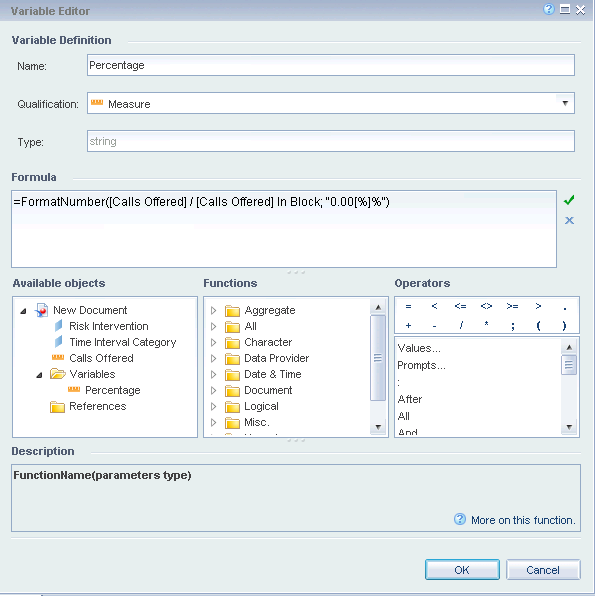 Variable Editor
Variable Definition
Name: Percentage
Qualification: Measure
Type: string
Formula
=FormatNumber([Calls Offered] / [Calls Offered] In Block; "0.00[%]%")
Available objects
New Document
Risk Intervention
Time Interval Category
Calls Offered
Variables
Percentage
References
Functions
Aggregate
All
Character
Data Provider
Date & Time
Document
Logical
Misc.
Operators
= < <= <> >= > .
+ - / * ; ( )
Values...
Prompts...
:
After
All
And
Description
FunctionName(parameters type)
More on this function.
OK Cancel